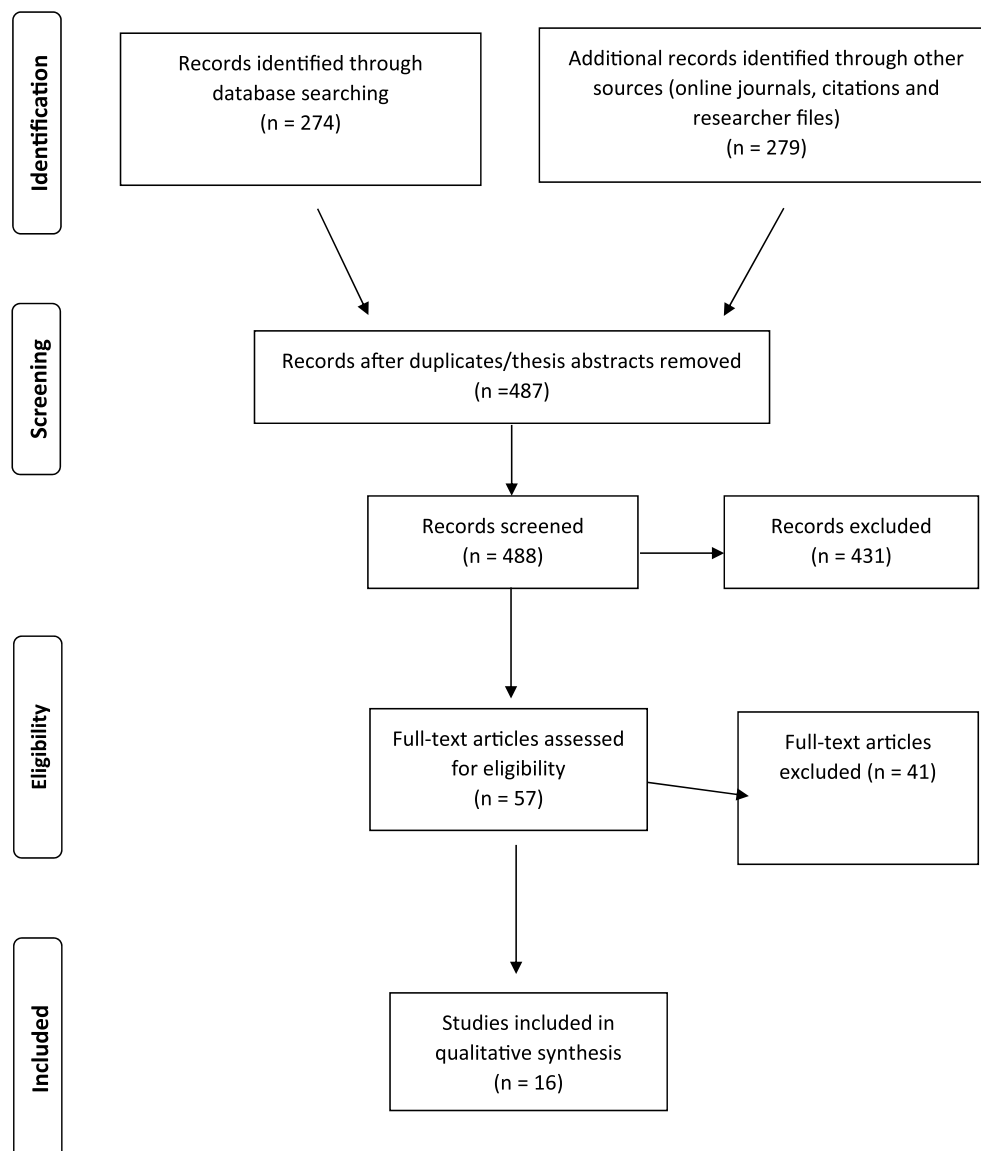 Identification
Records identified through
database searching
(n = 274)
Additional records identified through other
sources (online journals, citations and
researcher files)
(n = 279)
Screening
Records after duplicates/thesis abstracts removed
(n =487)
Records screened
(n = 488)
Records excluded
(n = 431)
Eligibility
Full-text articles assessed
for eligibility
(n = 57)
Full-text articles
excluded (n = 41)
Included
Studies included in
qualitative synthesis
(n = 16)